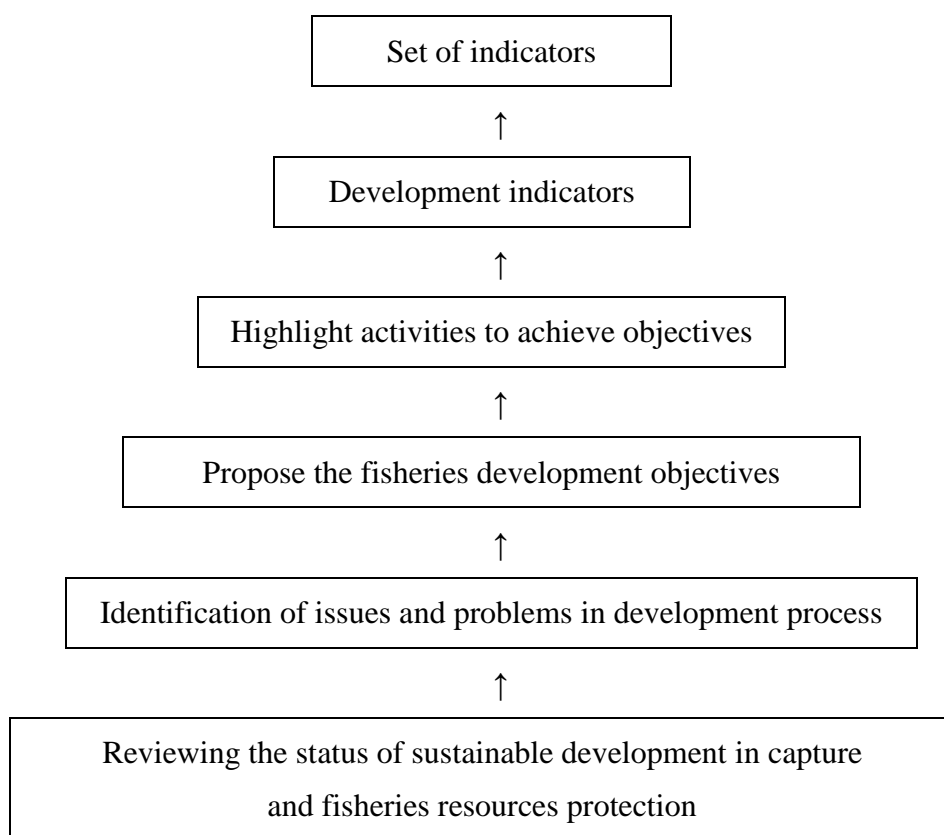 Set of indicators
↑
Development indicators
↑
Highlight activities to achieve objectives
↑
Propose the fisheries development objectives
↑
Identification of issues and problems in development process
↑
Reviewing the status of sustainable development in capture
and fisheries resources protection